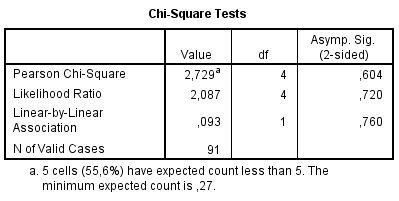 Chi-Square Tests
Value df Asymp. Sig. (2-sided)
Pearson Chi-Square 2,729a 4 ,604
Likelihood Ratio 2,087 4 ,720
Linear-by-Linear Association ,093 1 ,760
N of Valid Cases 91
a. 5 cells (55,6%) have expected count less than 5. The
minimum expected count is ,27.